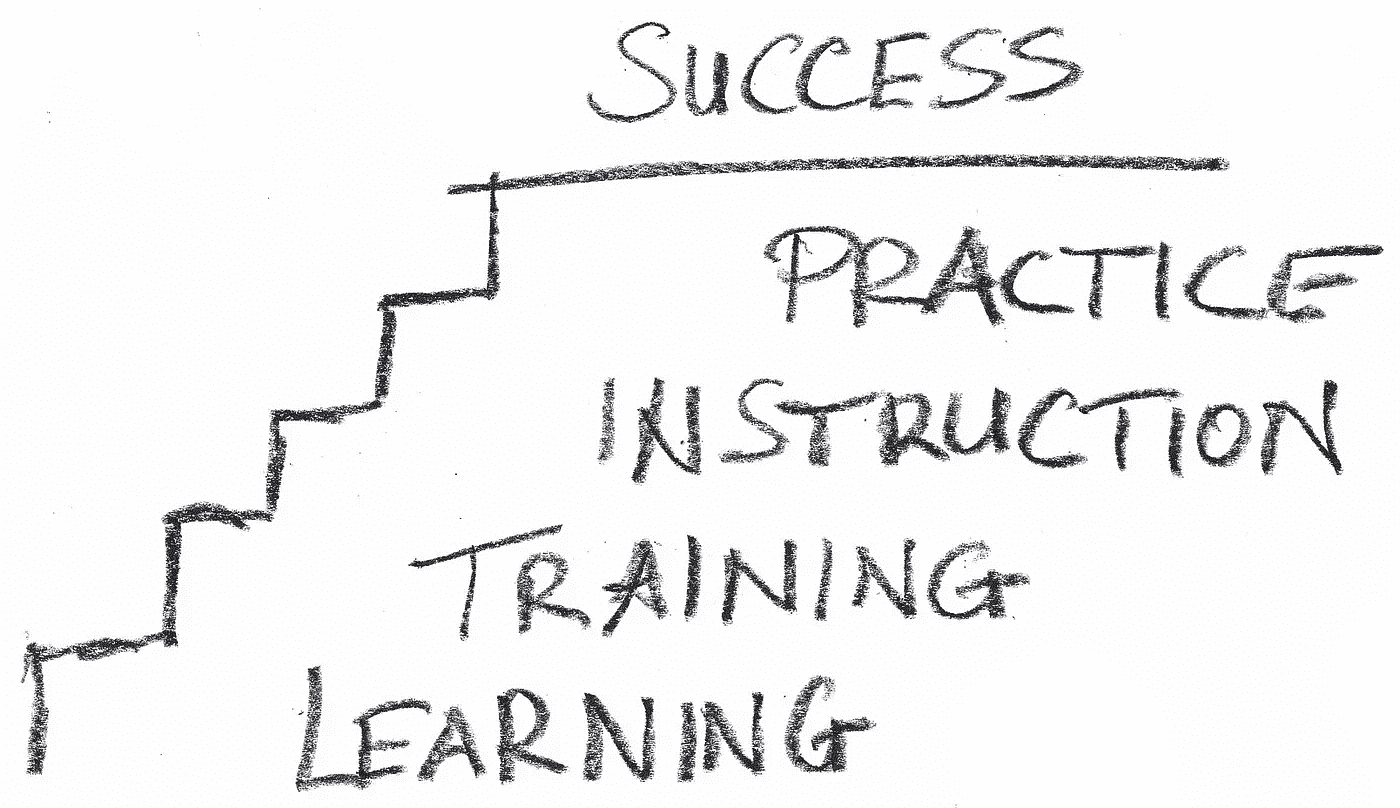 SUCCESS
PRACTICE
INSTRUCTION
TRAINING
LEARNING